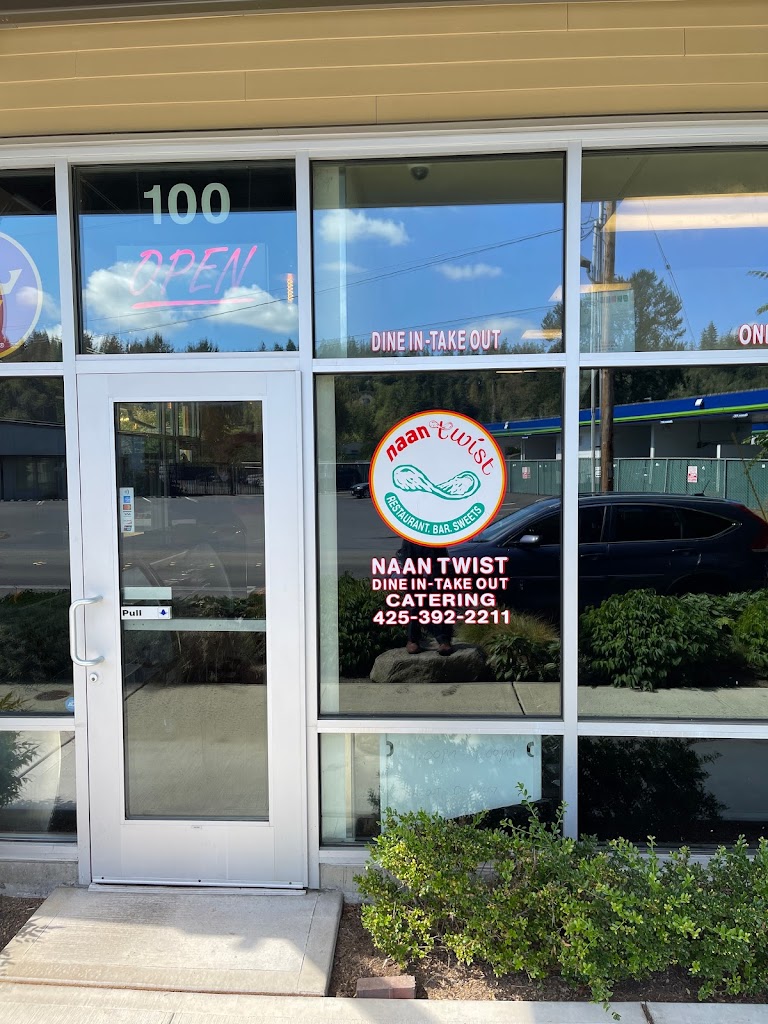 100
OPEN
DINE IN-TAKE OUT
naan twist
RESTAURANT. BAR. SWEETS
NAAN TWIST
DINE IN-TAKE OUT
CATERING
425-392-2211
Pull